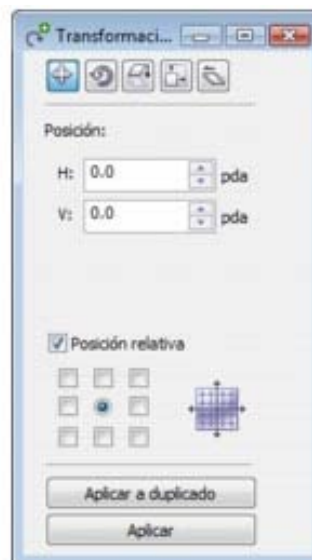 Transformaci...
Posición:
H: 0.0 pda
V: 0.0 pda
Posición relativa
Aplicar a duplicado
Aplicar